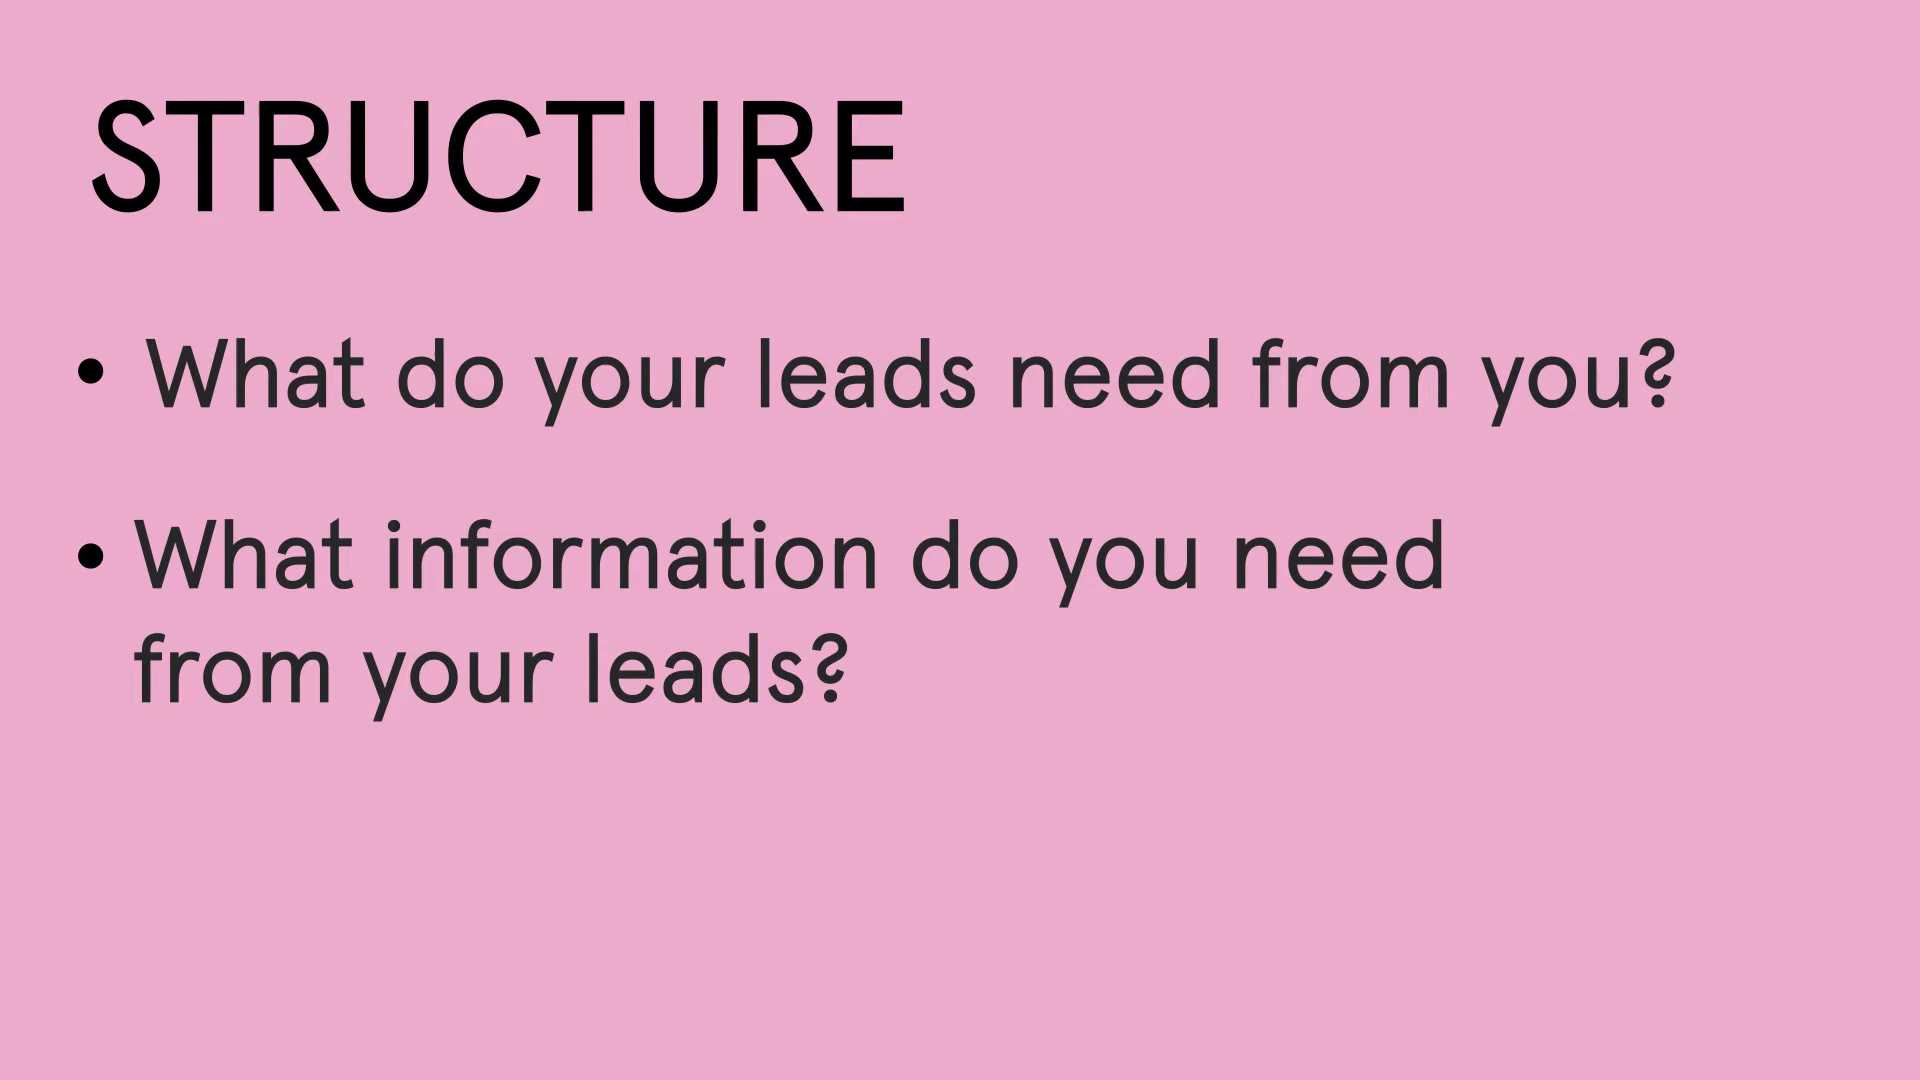 STRUCTURE
• What do your leads need from you?
• What information do you need
from your leads?